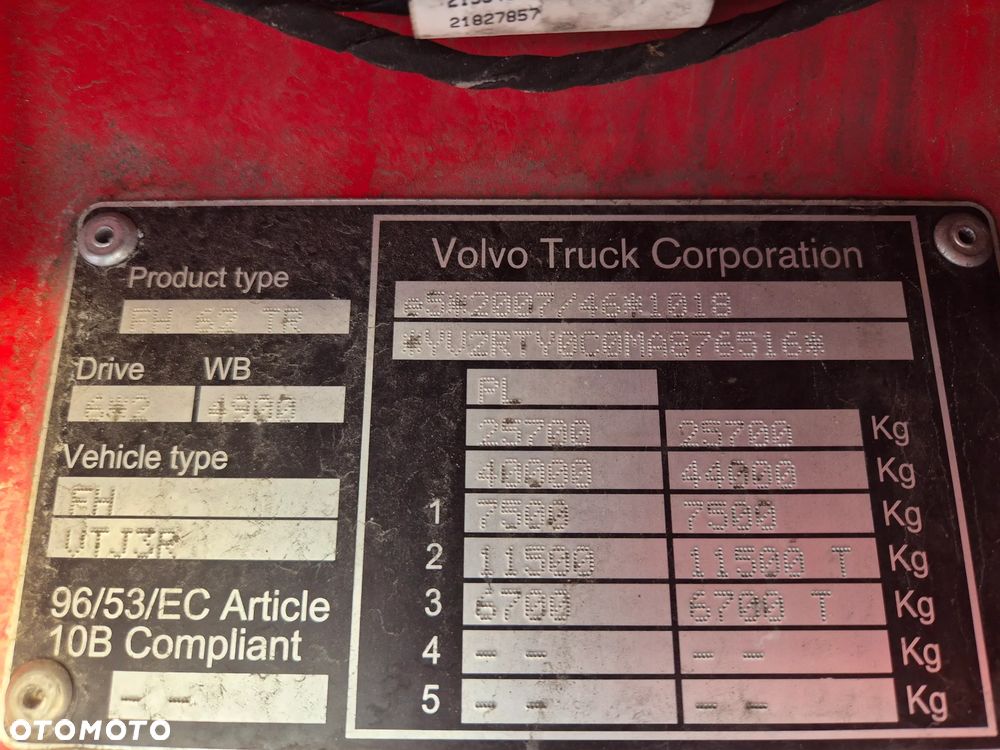 21827857
Volvo Truck Corporation
Product type
FH 62 TR
e5*2007/46*1018
*YV2RTY0C0MA876516*
Drive WB
6*2 4900
PL
25700 25700 Kg
Vehicle type
40000 44000 Kg
FH
1 7500 7500 Kg
VTJ3R
2 11500 11500 T Kg
96/53/EC Article
3 6700 6700 T Kg
10B Compliant
4 - - - - Kg
- -
5 - - - - Kg
OTOMOTO